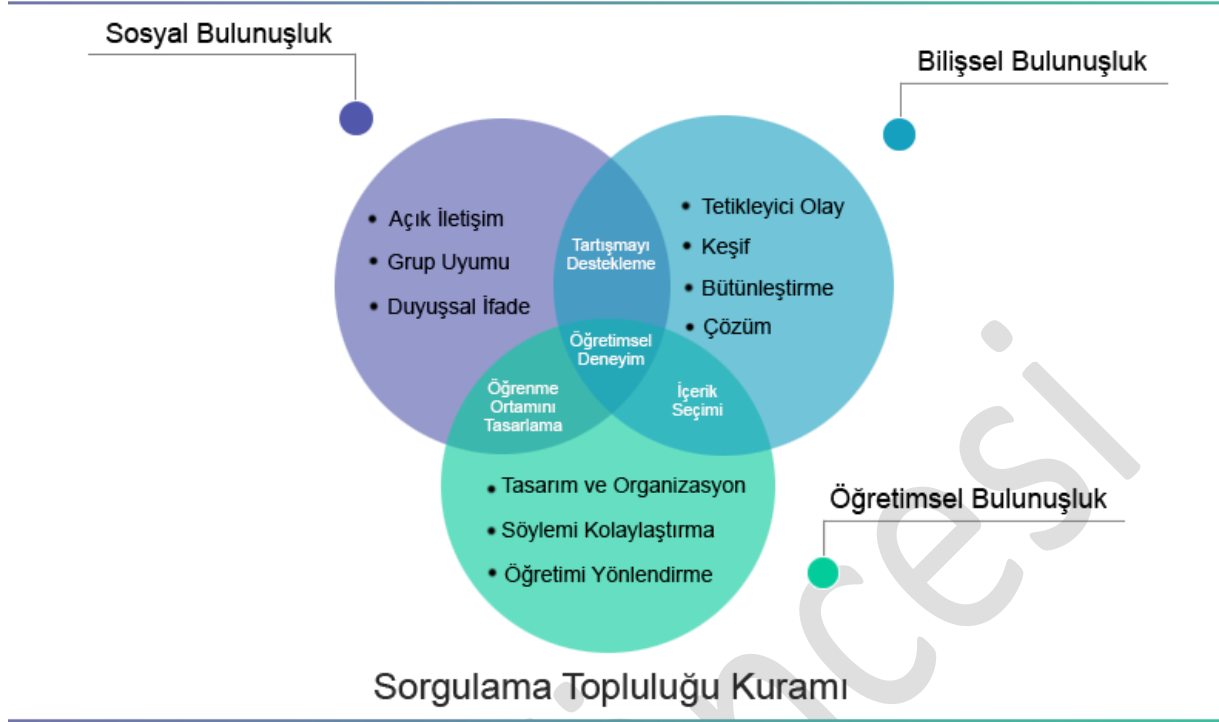 Sosyal Bulunuşluk
Bilişsel Bulunuşluk
• Açık İletişim
• Grup Uyumu
• Duyuşsal İfade
Tartışmayı
Destekleme
• Tetikleyici Olay
• Keşif
• Bütünleştirme
• Çözüm
Öğretimsel
Deneyim
Öğrenme
Ortamını
Tasarlama
İçerik
Seçimi
• Tasarım ve Organizasyon
• Söylemi Kolaylaştırma
• Öğretimi Yönlendirme
Öğretimsel Bulunuşluk
Sorgulama Topluluğu Kuramı